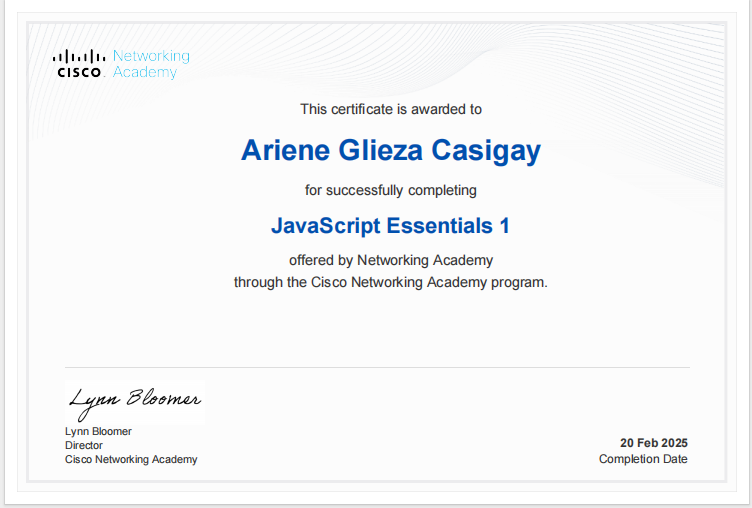 Networking
CISCO Academy
This certificate is awarded to
Ariene Glieza Casigay
for successfully completing
JavaScript Essentials 1
offered by Networking Academy
through the Cisco Networking Academy program.
Lynn Bloomer
Lynn Bloomer
Director
Cisco Networking Academy
20 Feb 2025
Completion Date